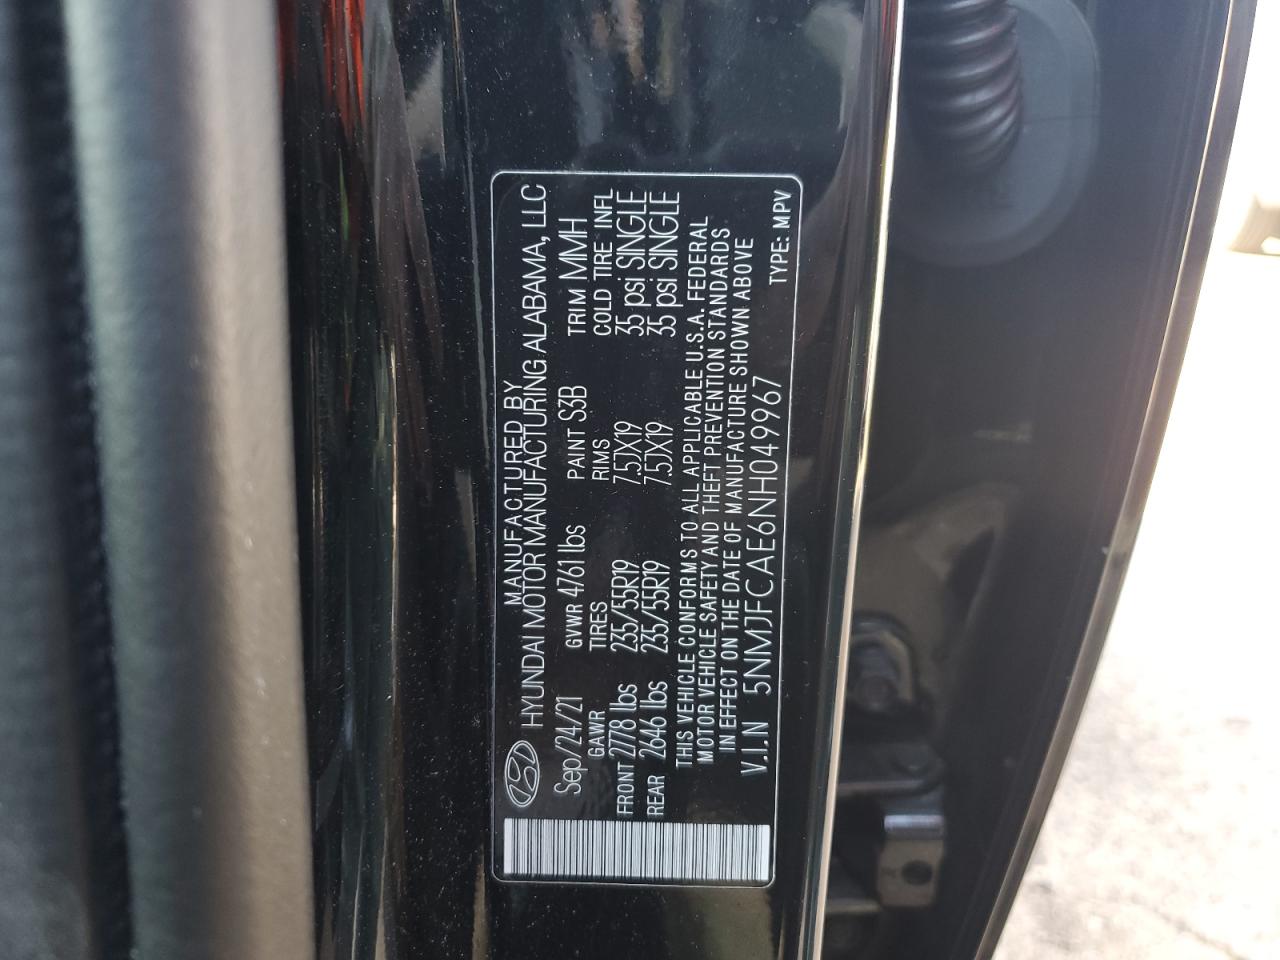 MANUFACTURED BY
HYUNDAI MOTOR MANUFACTURING ALABAMA, LLC
Sep/24/21 GVWR 4761 lbs PAINT S3B TRIM MMH
GAWR TIRES RIMS COLD TIRE INFL
FRONT 2778 lbs 235/55R19 7.5JX19 35 psi SINGLE
REAR 2646 lbs 235/55R19 7.5JX19 35 psi SINGLE
THIS VEHICLE CONFORMS TO ALL APPLICABLE U.S.A. FEDERAL
MOTOR VEHICLE SAFETY AND THEFT PREVENTION STANDARDS
IN EFFECT ON THE DATE OF MANUFACTURE SHOWN ABOVE
V.I.N 5NMJFCAE6NH049967 TYPE: MPV